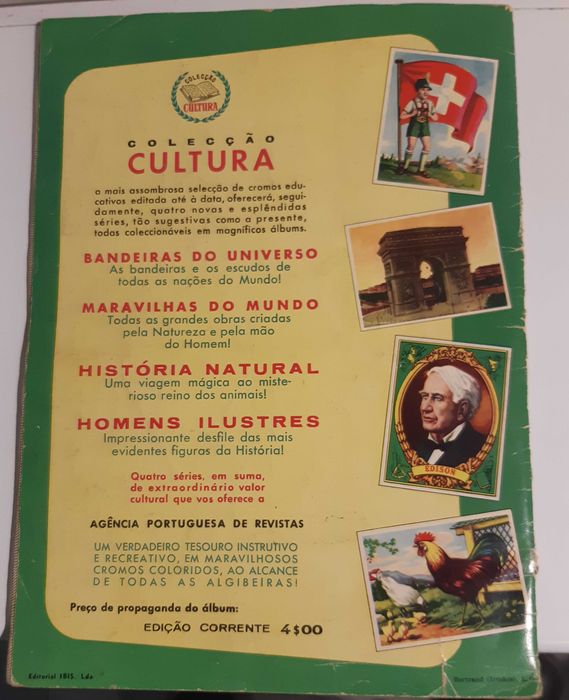 COLECÇÃO
CULTURA
COLECÇÃO
CULTURA
a mais assombrosa selecção de cromos edu-
cativos editada até à data, oferecerá, segui-
damente, quatro novas e esplêndidas
séries, tão sugestivas como a presente,
todas coleccionáveis em magníficos álbums.
BANDEIRAS DO UNIVERSO
As bandeiras e os escudos de
todas as nações do Mundo!
MARAVILHAS DO MUNDO
Todas as grandes obras criadas
pela Natureza e pela mão
do Homem!
HISTÓRIA NATURAL
Uma viagem mágica ao miste-
rioso reino dos animais!
HOMENS ILUSTRES
Impressionante desfile das mais
evidentes figuras da História!
EDISON
Quatro séries, em suma,
de extraordinário valor
cultural que vos oferece a
AGÊNCIA PORTUGUESA DE REVISTAS
UM VERDADEIRO TESOURO INSTRUTIVO
E RECREATIVO, EM MARAVILHOSOS
CROMOS COLORIDOS, AO ALCANCE
DE TODAS AS ALGIBEIRAS!
Preço de propaganda do álbum:
EDIÇÃO CORRENTE 4$00
Editorial IBIS. Lda
Bertrand (Irmãos), L.